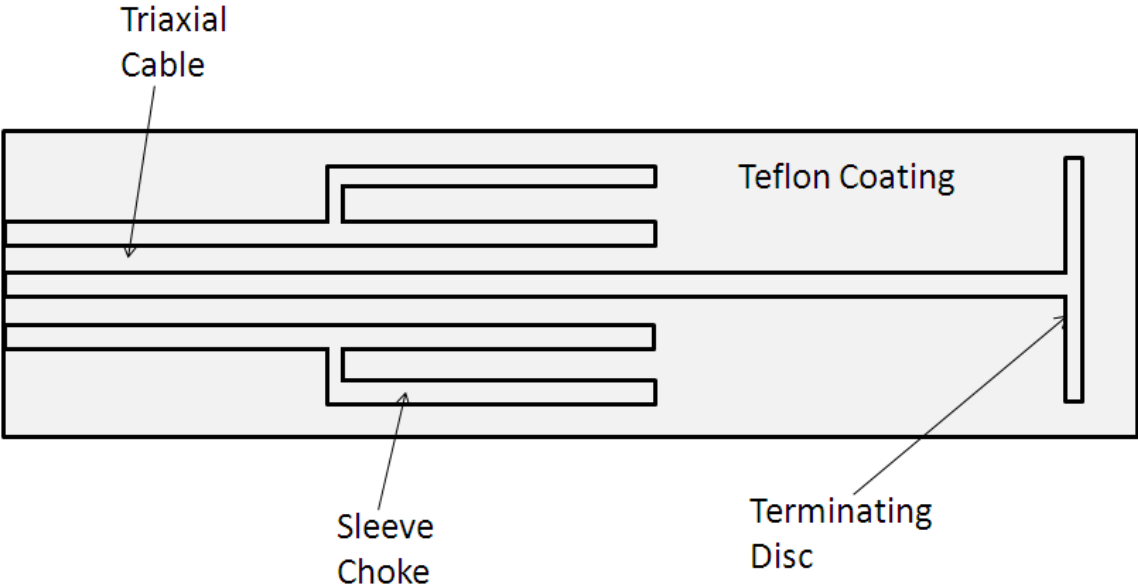 Triaxial
Cable
Teflon Coating
Sleeve
Choke
Terminating
Disc